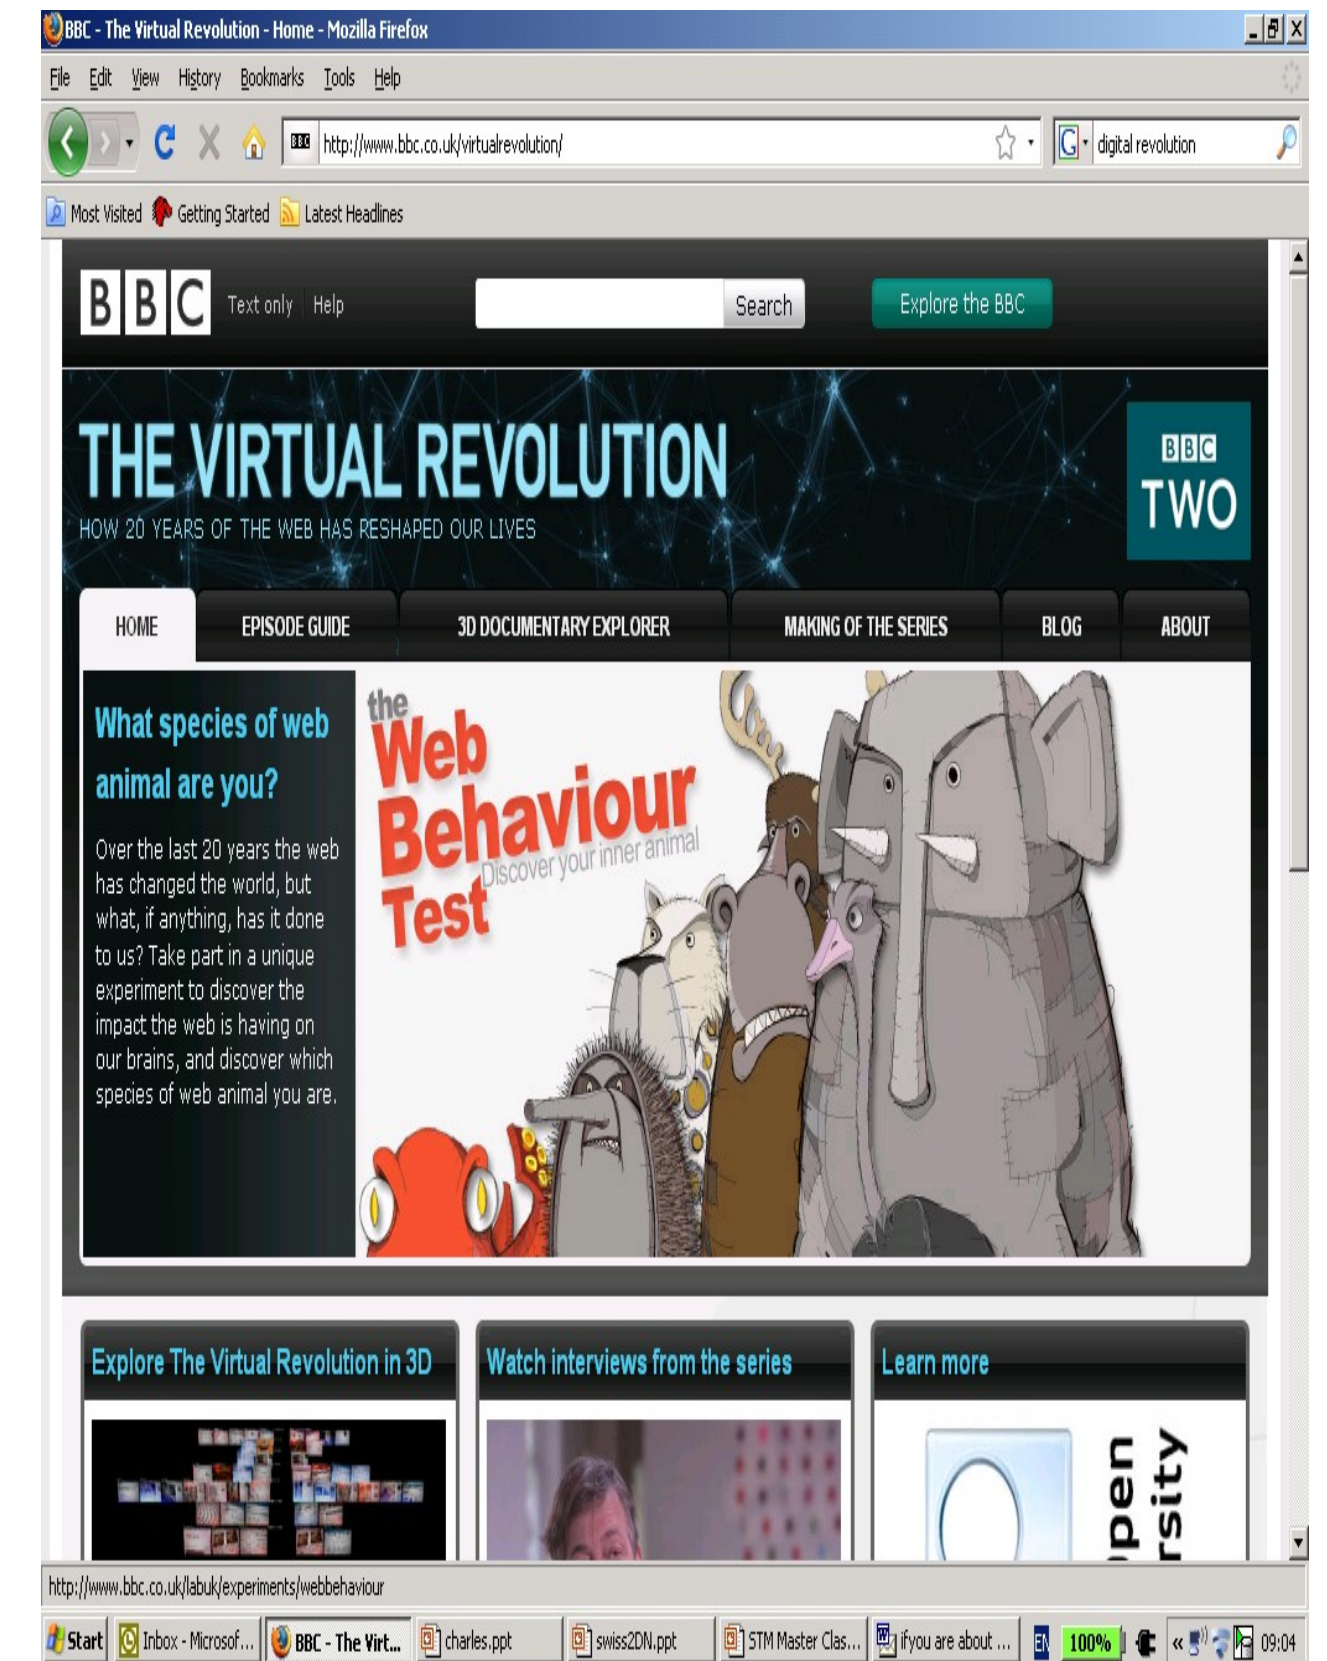 BBC - The Virtual Revolution - Home - Mozilla Firefox
File Edit View History Bookmarks Tools Help
BBC http://www.bbc.co.uk/virtualrevolution/ G digital revolution
Most Visited Getting Started Latest Headlines
BBC Text only Help Search Explore the BBC
THE VIRTUAL REVOLUTION
HOW 20 YEARS OF THE WEB HAS RESHAPED OUR LIVES
BBC
TWO
HOME EPISODE GUIDE 3D DOCUMENTARY EXPLORER MAKING OF THE SERIES BLOG ABOUT
What species of web
animal are you?
Over the last 20 years the web
has changed the world, but
what, if anything, has it done
to us? Take part in a unique
experiment to discover the
impact the web is having on
our brains, and discover which
species of web animal you are.
the
Web
Behaviour
Discover your inner animal
Test
Explore The Virtual Revolution in 3D
Watch interviews from the series
Learn more
pen
rsity
http://www.bbc.co.uk/labuk/experiments/webbehaviour
Start Inbox - Microsof... BBC - The Virt... charles.ppt swiss2DN.ppt STM Master Clas... ifyou are about ... EN 100% « 09:04